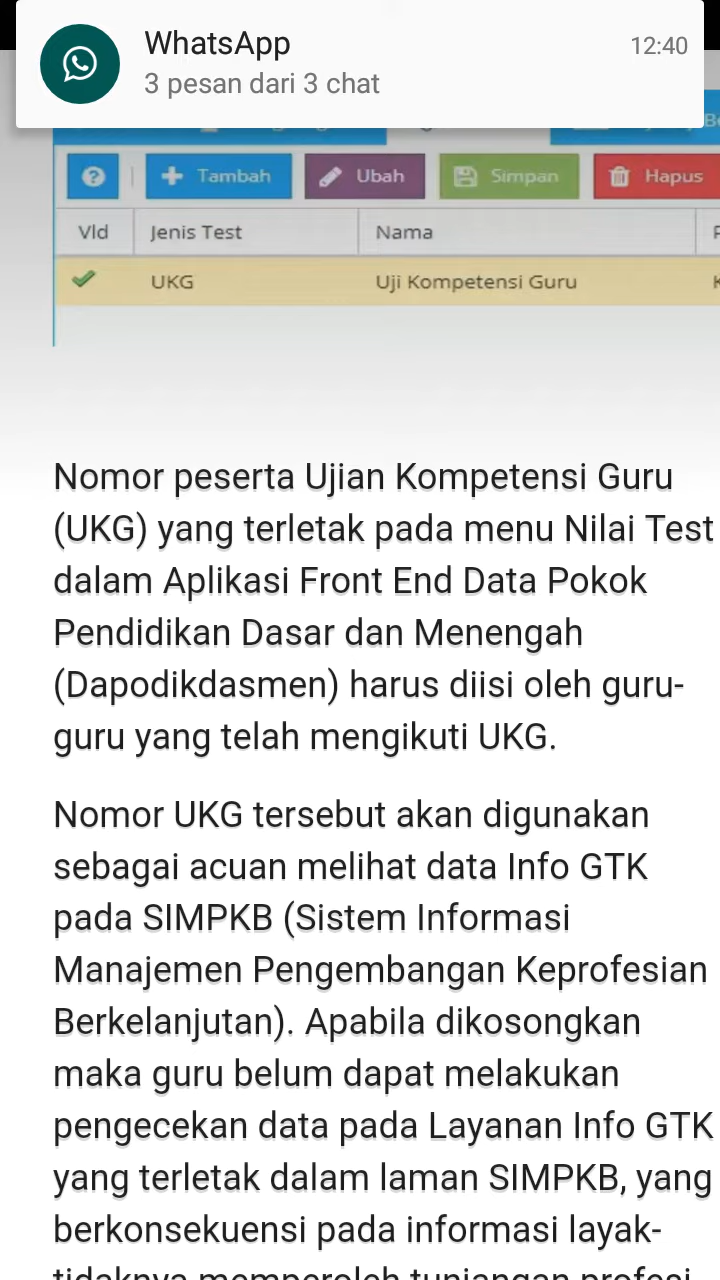 WhatsApp
12:40
3 pesan dari 3 chat
Tambah
Ubah
Simpan
Hapus
Vld
Jenis Test
Nama
UKG
Uji Kompetensi Guru
Nomor peserta Ujian Kompetensi Guru
(UKG) yang terletak pada menu Nilai Test
dalam Aplikasi Front End Data Pokok
Pendidikan Dasar dan Menengah
(Dapodikdasmen) harus diisi oleh guru-
guru yang telah mengikuti UKG.
Nomor UKG tersebut akan digunakan
sebagai acuan melihat data Info GTK
pada SIMPKB (Sistem Informasi
Manajemen Pengembangan Keprofesian
Berkelanjutan). Apabila dikosongkan
maka guru belum dapat melakukan
pengecekan data pada Layanan Info GTK
yang terletak dalam laman SIMPKB, yang
berkonsekuensi pada informasi layak-
tidaknya memperoleh tunjangan profesi